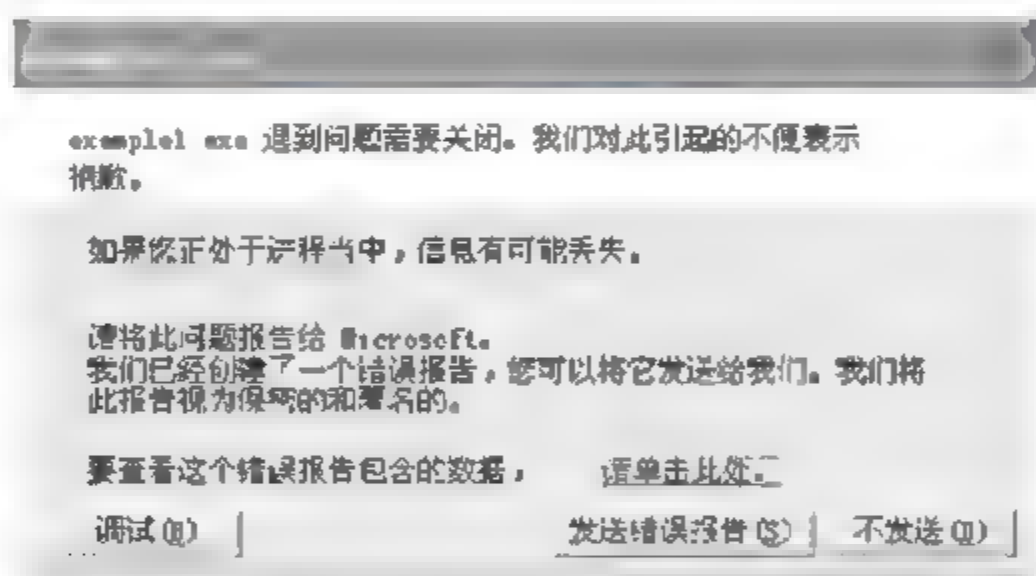 example1 exe 遇到问题需要关闭。我们对此引起的不便表示
抱歉。
如果您正处于进程当中，信息有可能丢失。
请将此问题报告给 Microsoft。
我们已经创建了一个错误报告，您可以将它发送给我们。我们将
此报告视为保密的和署名的。
要查看这个错误报告包含的数据， 请单击此处。
调试 发送错误报告(S) 不发送